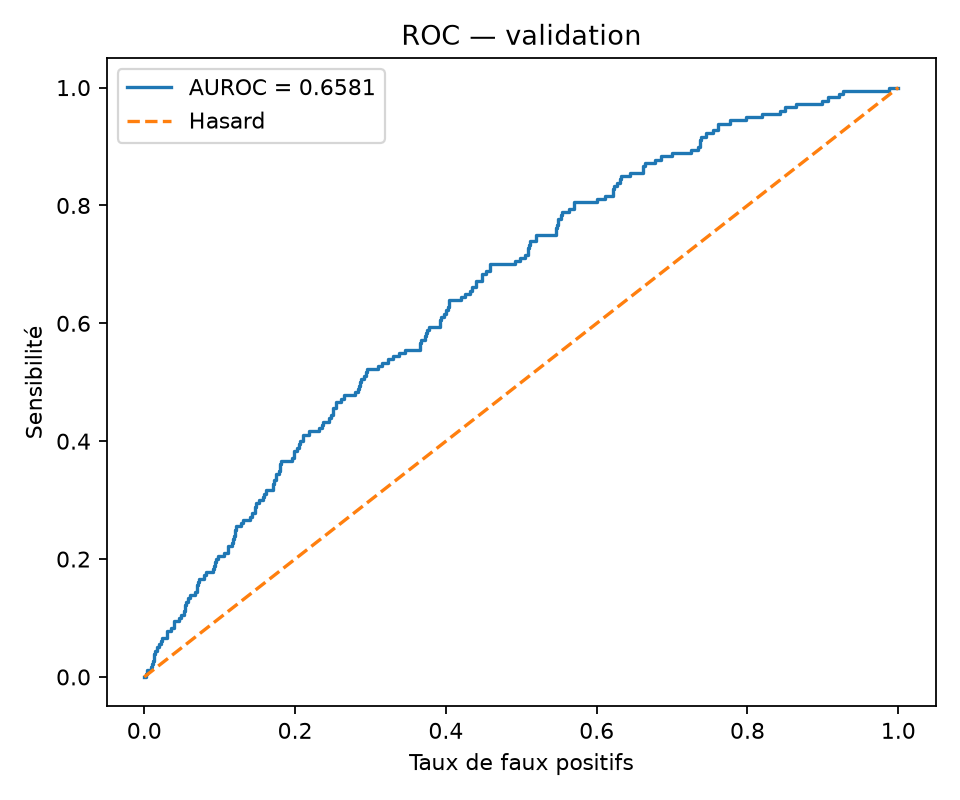 ROC — validation
AUROC = 0.6581
Hasard
1.0
0.8
0.6
0.4
0.2
0.0
Sensibilité
0.0 0.2 0.4 0.6 0.8 1.0
Taux de faux positifs